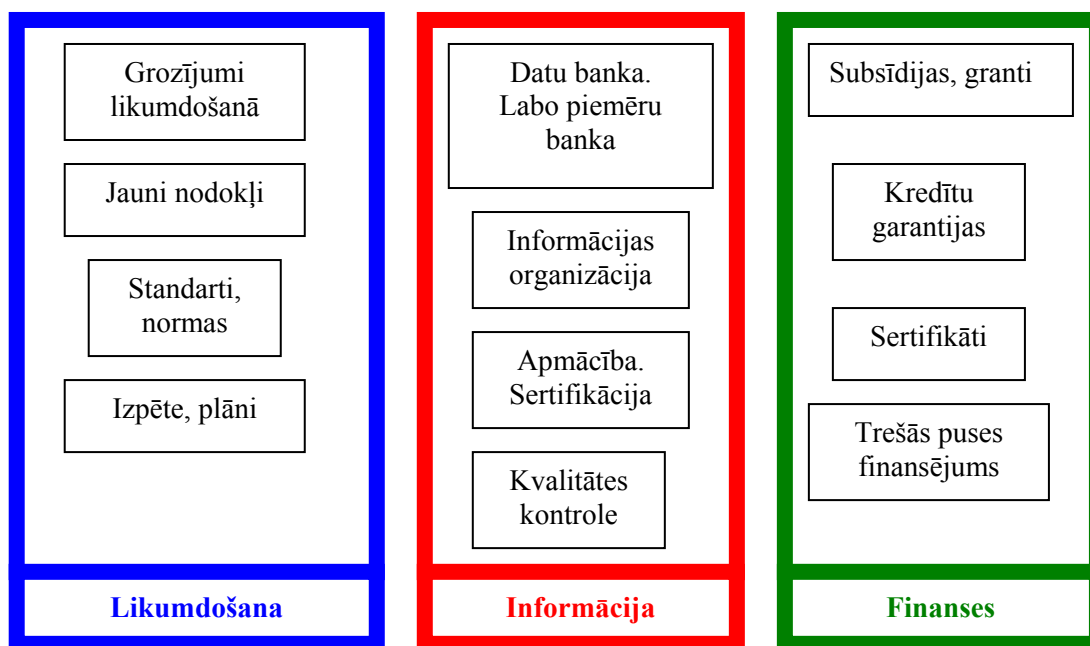 Grozījumi
likumdošanā
Jauni nodokļi
Standarti,
normas
Izpēte, plāni
Likumdošana
Datu banka.
Labo piemēru
banka
Informācijas
organizācija
Apmācība.
Sertifikācija
Kvalitātes
kontrole
Informācija
Subsīdijas, granti
Kredītu
garantijas
Sertifikāti
Trešās puses
finansējums
Finanses